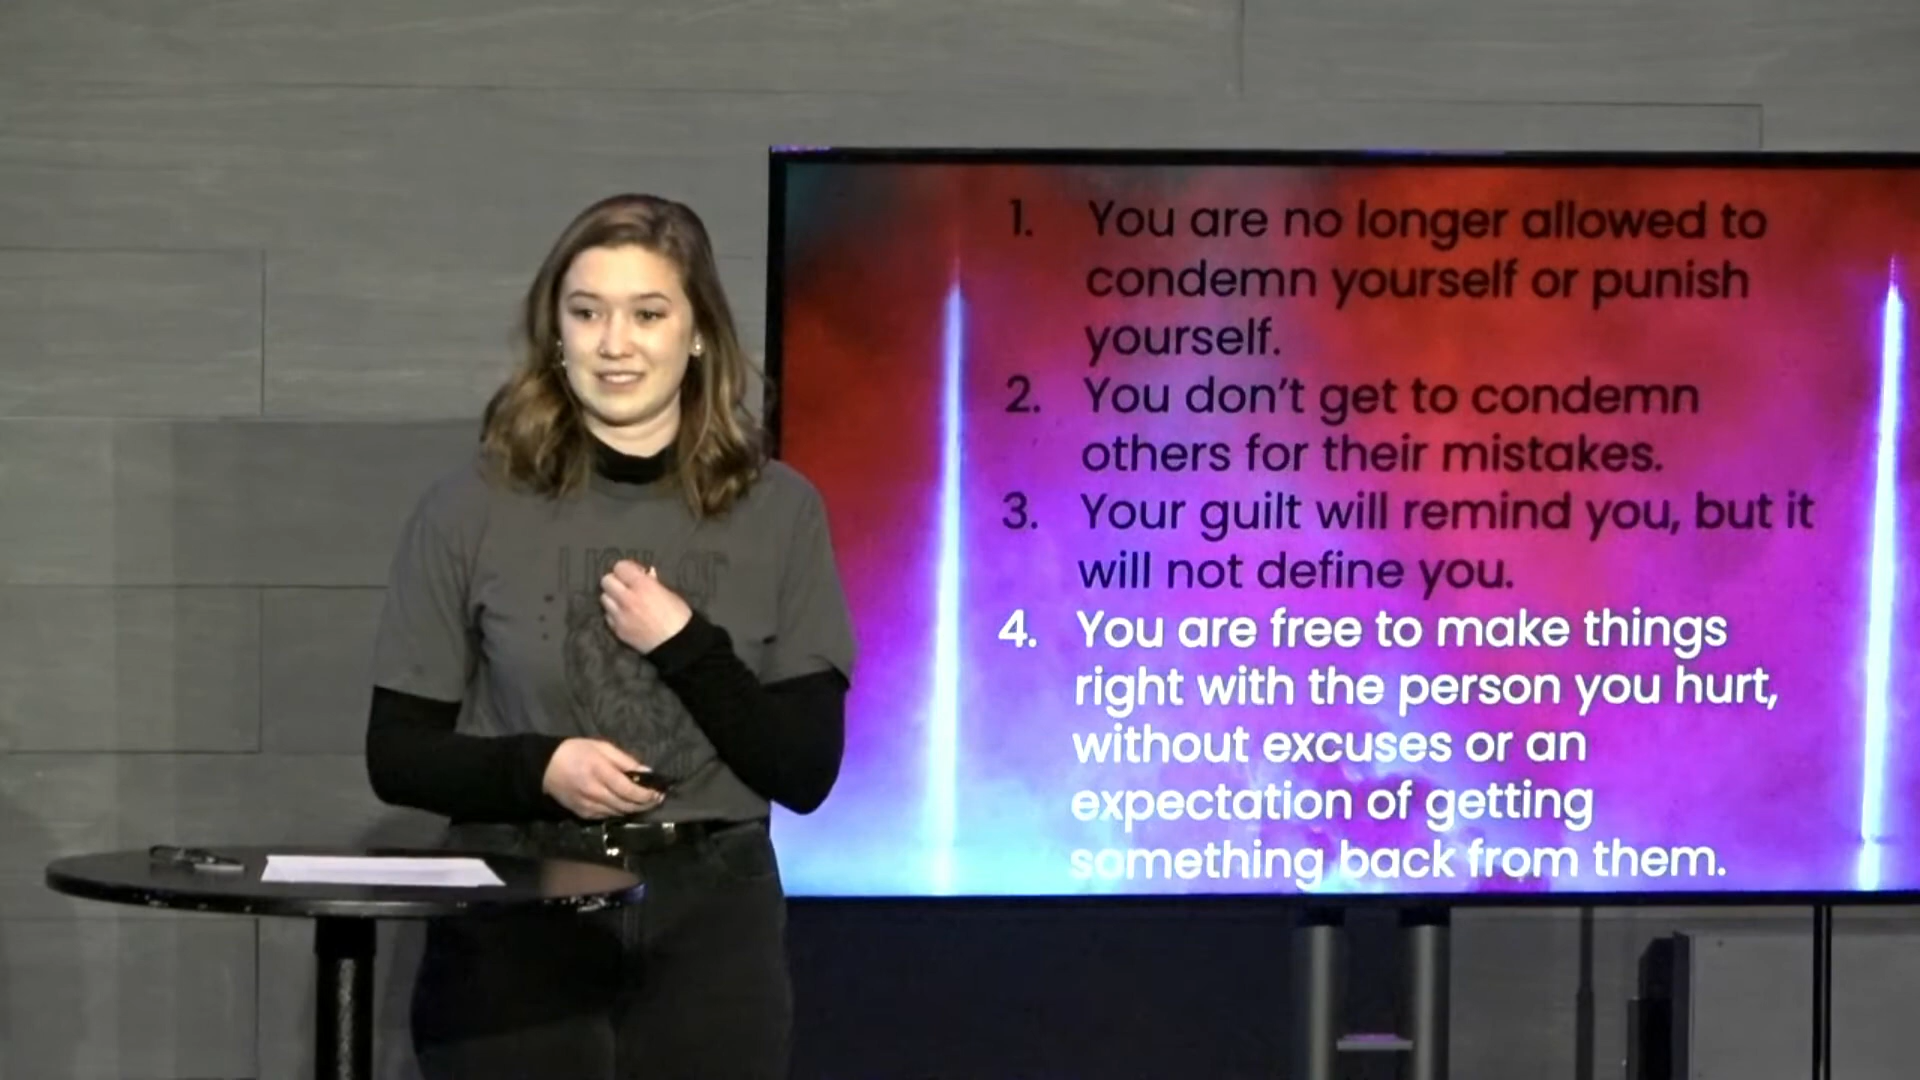 1. You are no longer allowed to
condemn yourself or punish
yourself.
2. You don't get to condemn
others for their mistakes.
3. Your guilt will remind you, but it
will not define you.
4. You are free to make things
right with the person you hurt,
without excuses or an
expectation of getting
something back from them.